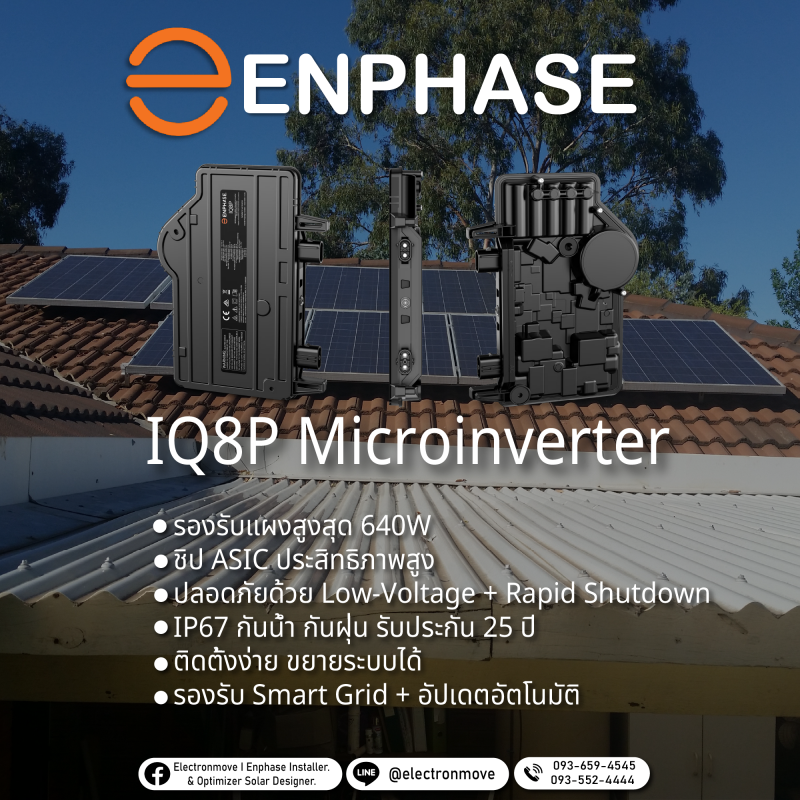 ENPHASE
ENPHASE
IQ8P
IQ8P Microinverter
รองรับแผงสูงสุด 640W
ชิป ASIC ประสิทธิภาพสูง
ปลอดภัยด้วย Low-Voltage + Rapid Shutdown
IP67 กันน้ำ กันฝุ่น รับประกัน 25 ปี
ติดตั้งง่าย ขยายระบบได้
รองรับ Smart Grid + อัปเดตอัตโนมัติ
Electronmove I Enphase Installer.
& Optimizer Solar Designer.
LINE
@electronmove
093-659-4545
093-552-4444